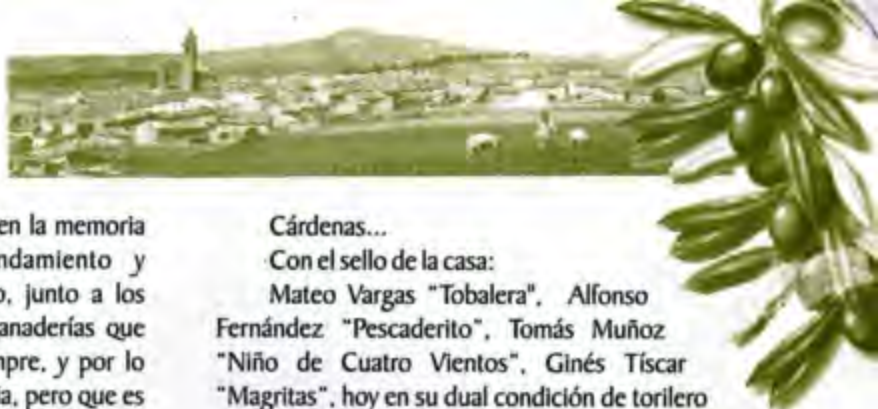 en la memoria
ndamiento y
o, junto a los
anaderías que
mpre, y por lo
ia, pero que es
Cárdenas...
Con el sello de la casa:
Mateo Vargas "Tobalera", Alfonso
Fernández "Pescaderito", Tomás Muñoz
"Niño de Cuatro Vientos", Ginés Tíscar
"Magritas", hoy en su dual condición de torilero